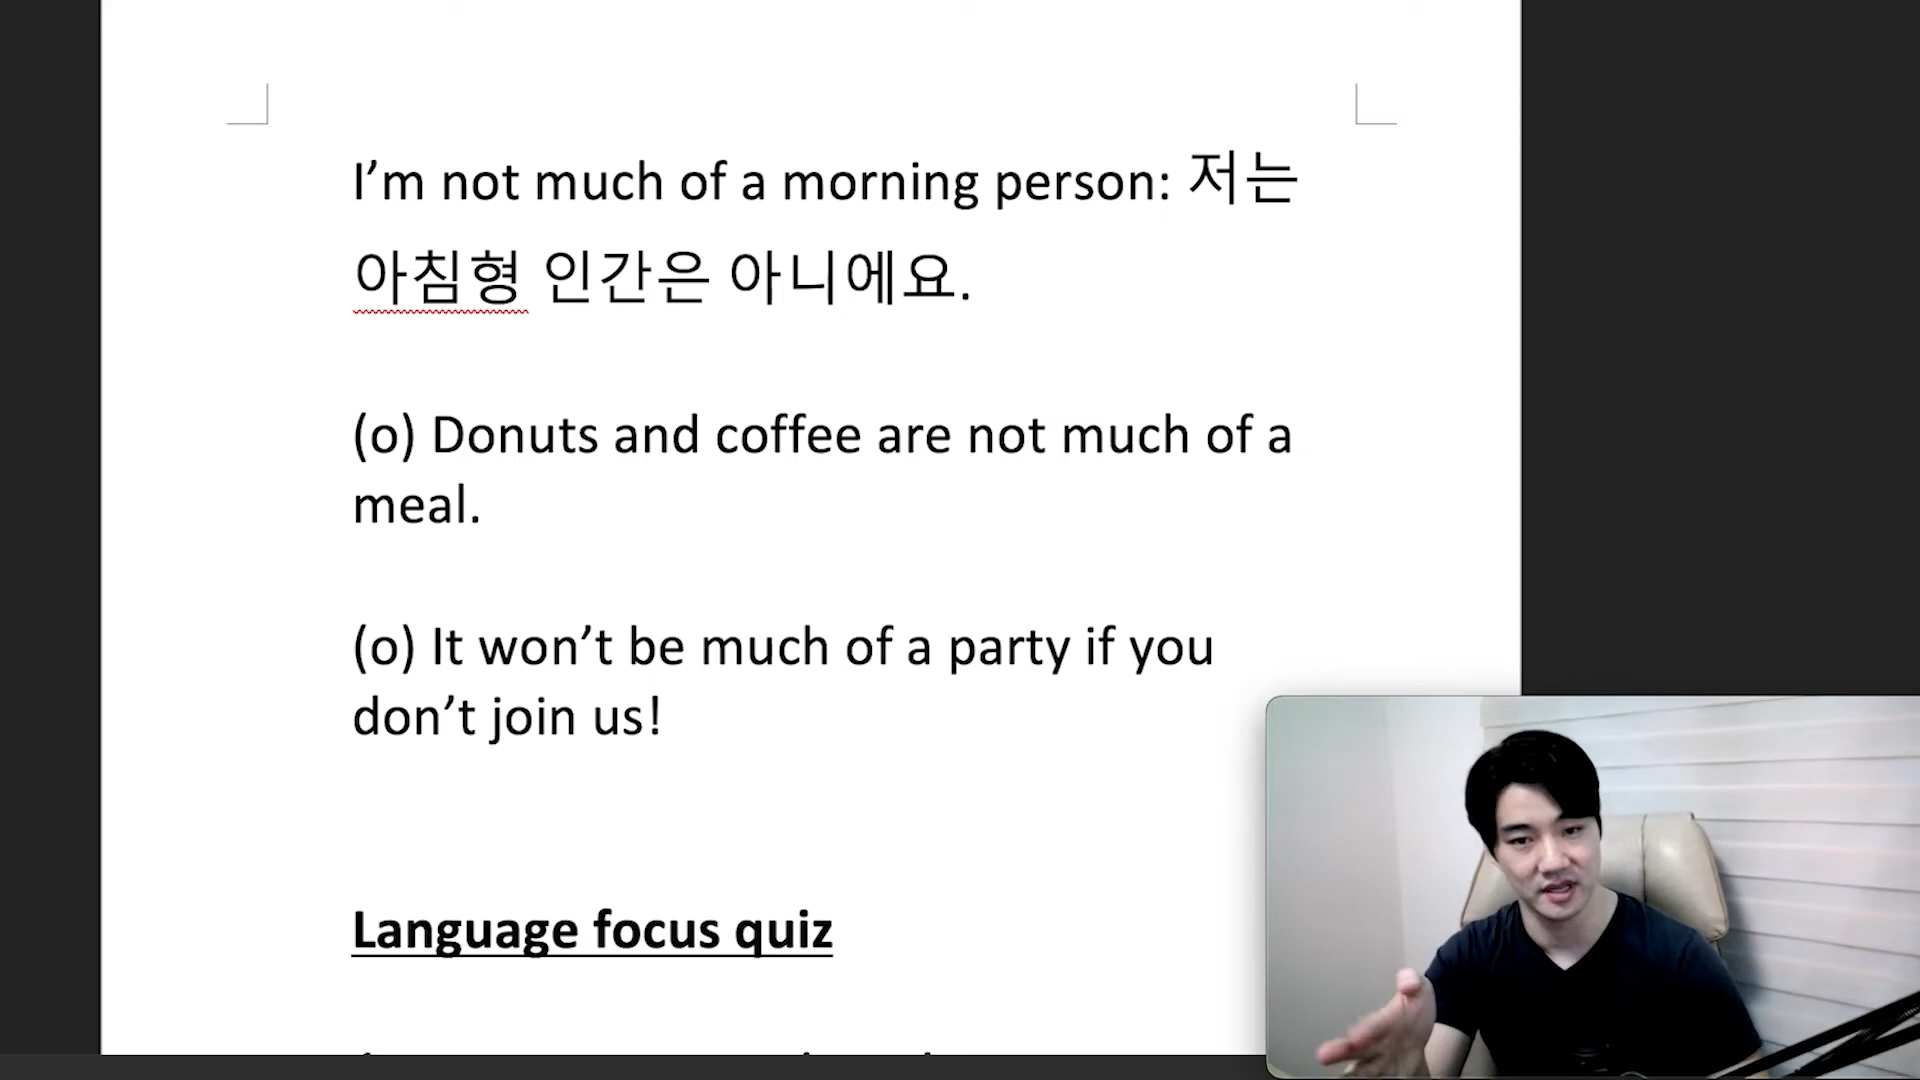 I’m not much of a morning person: 저는
아침형 인간은 아니에요.
(o) Donuts and coffee are not much of a
meal.
(o) It won’t be much of a party if you
don’t join us!
Language focus quiz